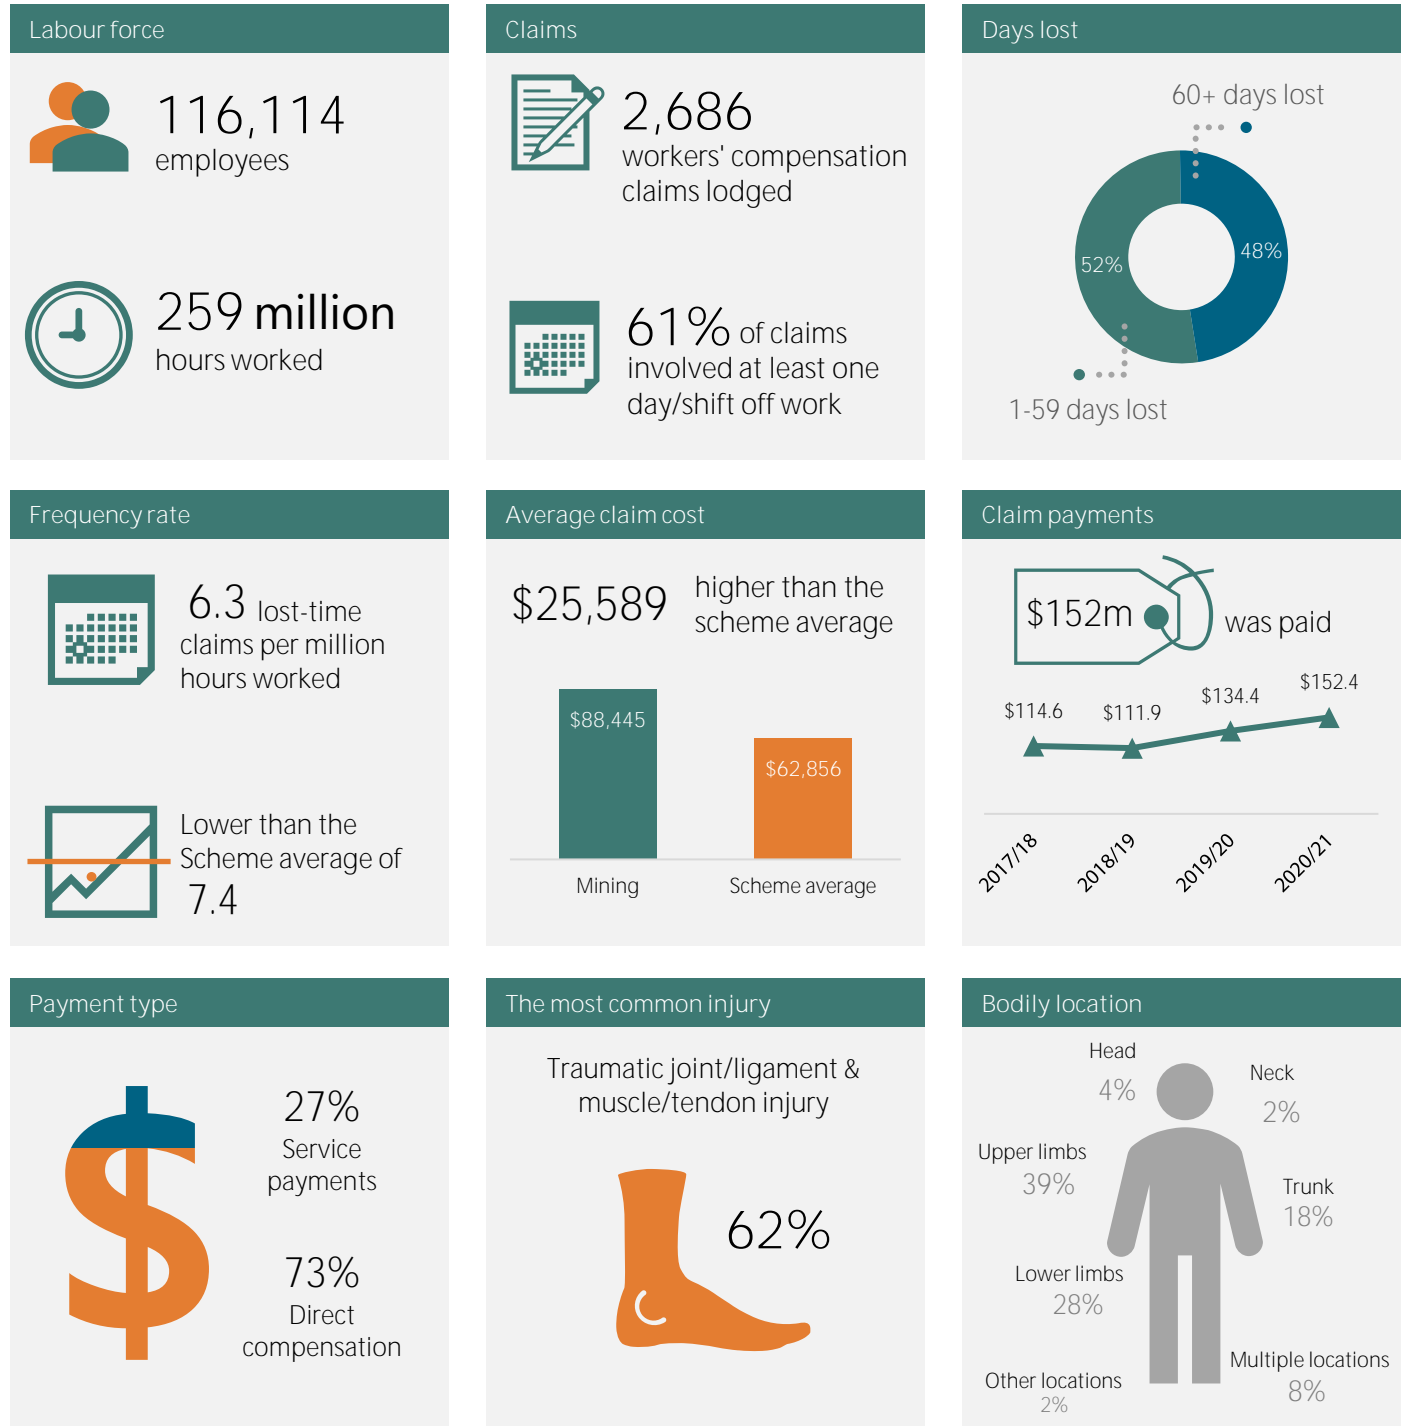 Labour force
116,114
employees
259 million
hours worked
Claims
2,686
workers' compensation
claims lodged
61% of claims
involved at least one
day/shift off work
Days lost
60+ days lost
48%
52%
1-59 days lost
Frequency rate
6.3 lost-time
claims per million
hours worked
Lower than the
Scheme average of
7.4
Average claim cost
$25,589
higher than the
scheme average
$88,445
$62,856
Mining
Scheme average
Claim payments
$152m
was paid
$114.6
$111.9
$134.4
$152.4
2017/18
2018/19
2019/20
2020/21
Payment type
27%
Service
payments
73%
Direct
compensation
The most common injury
Traumatic joint/ligament &
muscle/tendon injury
62%
Bodily location
Head
4%
Neck
2%
Upper limbs
39%
Trunk
18%
Lower limbs
28%
Multiple locations
8%
Other locations
2%